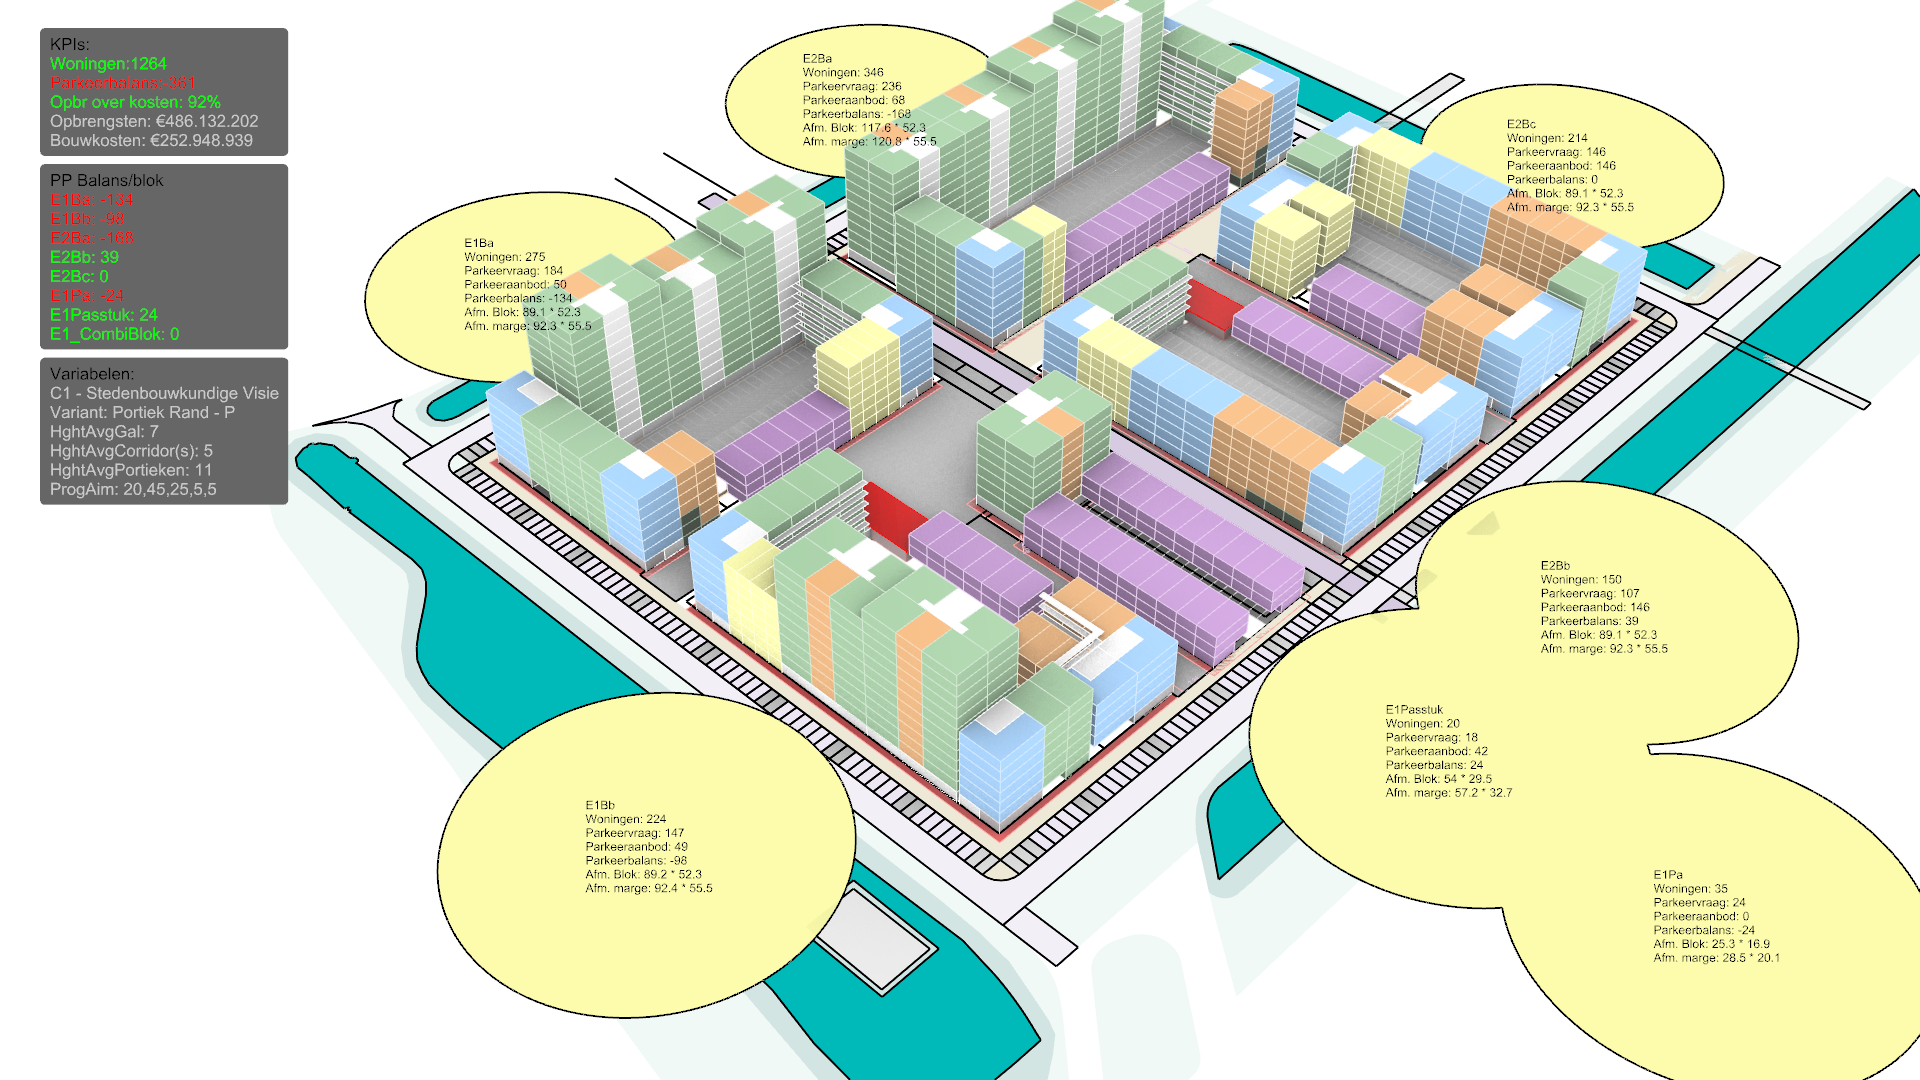 KPIs:
Woningen:1264
Parkeerbalans:-361
Opbr over kosten: 92%
Opbrengsten: €486.132.202
Bouwkosten: €252.948.939
PP Balans/blok
E1Ba: -134
E1Bb: -98
E2Ba: -168
E2Bb: 39
E2Bc: 0
E1Pa: -24
E1Passtuk: 24
E1_CombiBlok: 0
Variabelen:
C1 - Stedenbouwkundige Visie
Variant: Portiek Rand - P
HghtAvgGal: 7
HghtAvgCorridor(s): 5
HghtAvgPortieken: 11
ProgAim: 20,45,25,5,5
E2Ba
Woningen: 346
Parkeervraag: 236
Parkeeraanbod: 68
Parkeerbalans: -168
Afm. Blok: 117.6 * 52.3
Afm. marge: 120.8 * 55.5
E2Bc
Woningen: 214
Parkeervraag: 146
Parkeeraanbod: 146
Parkeerbalans: 0
Afm. Blok: 89.1 * 52.3
Afm. marge: 92.3 * 55.5
E1Ba
Woningen: 275
Parkeervraag: 184
Parkeeraanbod: 50
Parkeerbalans: -134
Afm. Blok: 89.1 * 52.3
Afm. marge: 92.3 * 55.5
E2Bb
Woningen: 150
Parkeervraag: 107
Parkeeraanbod: 146
Parkeerbalans: 39
Afm. Blok: 89.1 * 52.3
Afm. marge: 92.3 * 55.5
E1Passtuk
Woningen: 20
Parkeervraag: 18
Parkeeraanbod: 42
Parkeerbalans: 24
Afm. Blok: 54 * 29.5
Afm. marge: 57.2 * 32.7
E1Bb
Woningen: 224
Parkeervraag: 147
Parkeeraanbod: 49
Parkeerbalans: -98
Afm. Blok: 89.2 * 52.3
Afm. marge: 92.4 * 55.5
E1Pa
Woningen: 35
Parkeervraag: 24
Parkeeraanbod: 0
Parkeerbalans: -24
Afm. Blok: 25.3 * 16.9
Afm. marge: 28.5 * 20.1